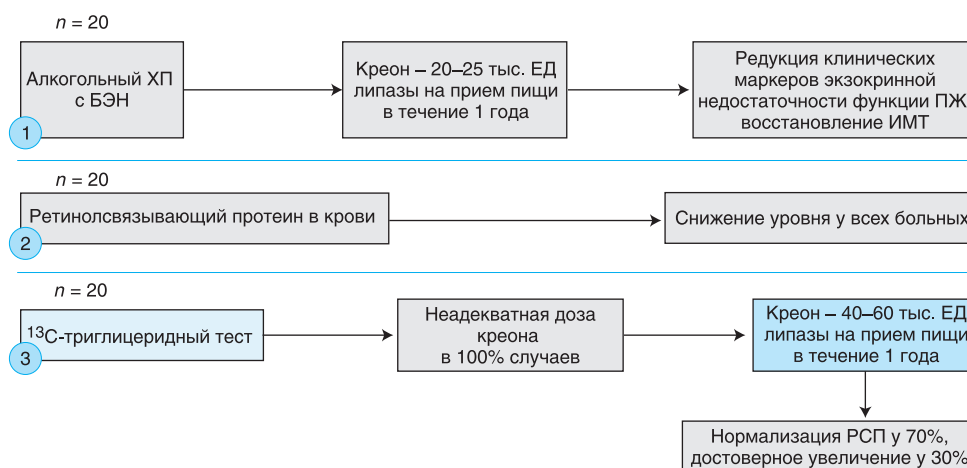 n = 20
Алкогольный ХП
с БЭН
1
Креон – 20–25 тыс. ЕД
липазы на прием пищи
в течение 1 года
Редукция клинических
маркеров экзокринной
недостаточности функции ПЖ
восстановление ИМТ
n = 20
Ретинолсвязывающий протеин в крови
2
Снижение уровня у всех больных
n = 20
¹³С-триглицеридный тест
3
Неадекватная доза
креона
в 100% случаев
Креон – 40–60 тыс. ЕД
липазы на прием пищи
в течение 1 года
Нормализация РСП у 70%,
достоверное увеличение у 30%